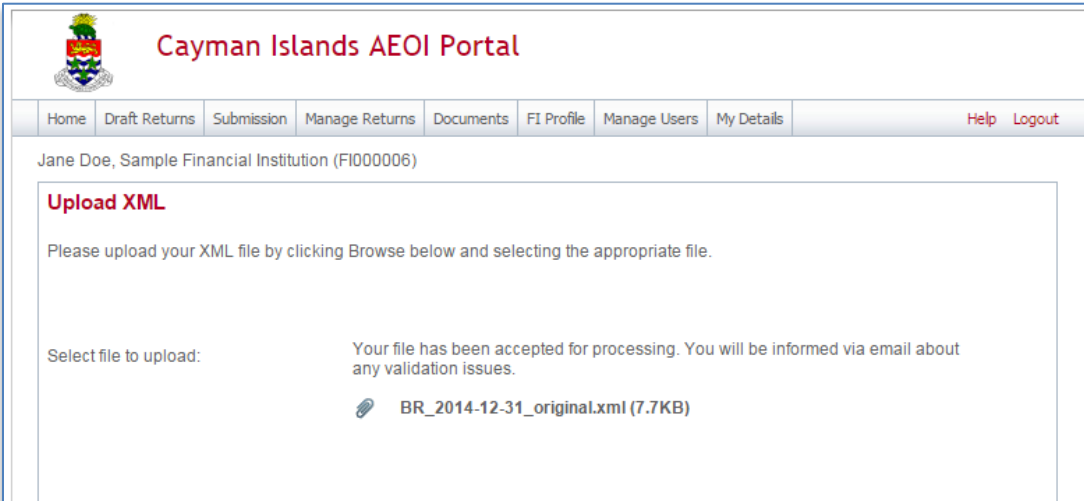 Cayman Islands AEOI Portal
Home Draft Returns Submission Manage Returns Documents FI Profile Manage Users My Details Help Logout
Jane Doe, Sample Financial Institution (FI000006)
Upload XML
Please upload your XML file by clicking Browse below and selecting the appropriate file.
Select file to upload:
Your file has been accepted for processing. You will be informed via email about
any validation issues.
BR_2014-12-31_original.xml (7.7KB)